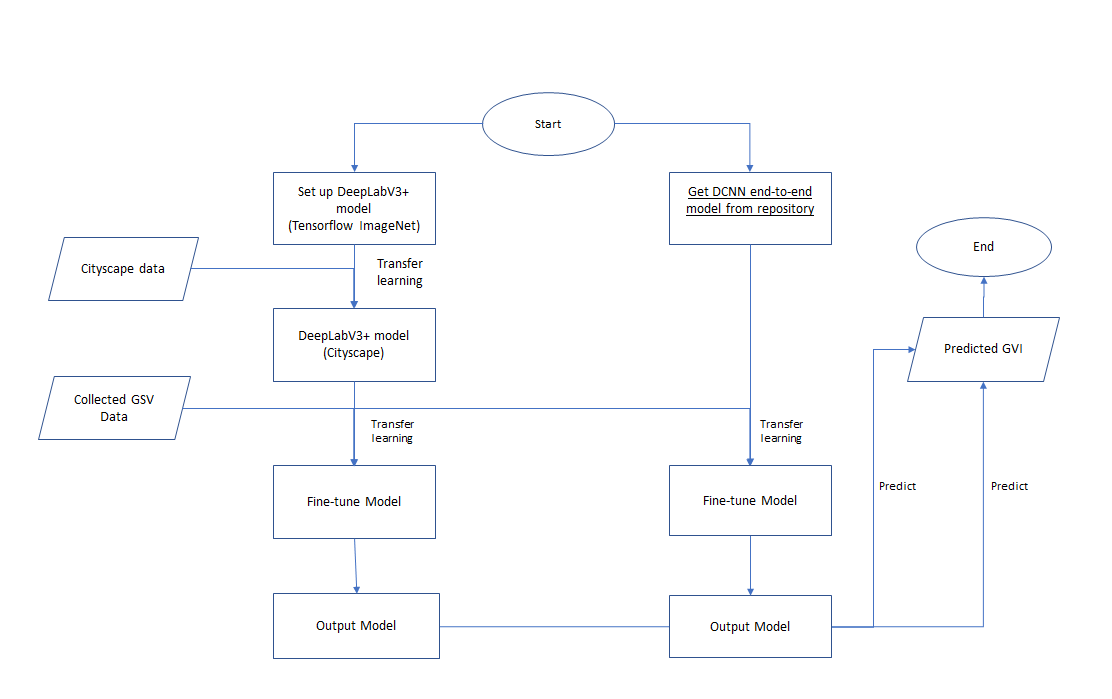 Start
Set up DeepLabV3+
model
(Tensorflow ImageNet)
Get DCNN end-to-end
model from repository
End
Cityscape data
Transfer
learning
DeepLabV3+ model
(Cityscape)
Predicted GVI
Collected GSV
Data
Transfer
learning
Transfer
learning
Fine-tune Model
Fine-tune Model
Predict
Predict
Output Model
Output Model